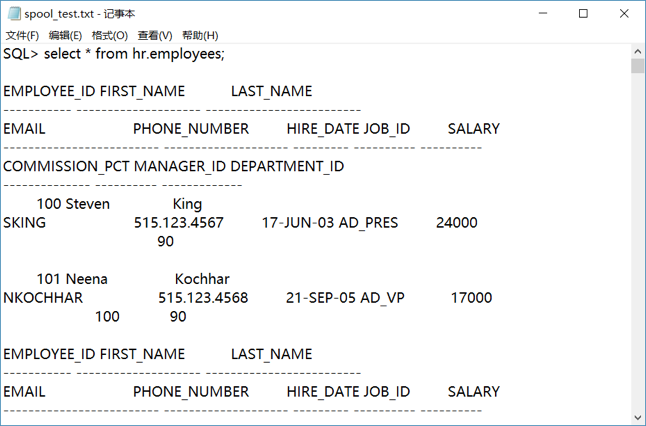 spool_test.txt - 记事本
文件(F) 编辑(E) 格式(O) 查看(V) 帮助(H)
SQL> select * from hr.employees;
EMPLOYEE_ID FIRST_NAME LAST_NAME
----------- -------------------- -------------------------
EMAIL PHONE_NUMBER HIRE_DATE JOB_ID SALARY
------------------------- -------------------- --------- ---------- ----------
COMMISSION_PCT MANAGER_ID DEPARTMENT_ID
-------------- ---------- -------------
100 Steven King
SKING 515.123.4567 17-JUN-03 AD_PRES 24000
90
101 Neena Kochhar
NKOCHHAR 515.123.4568 21-SEP-05 AD_VP 17000
100 90
EMPLOYEE_ID FIRST_NAME LAST_NAME
----------- -------------------- -------------------------
EMAIL PHONE_NUMBER HIRE_DATE JOB_ID SALARY
------------------------- -------------------- --------- ---------- ----------